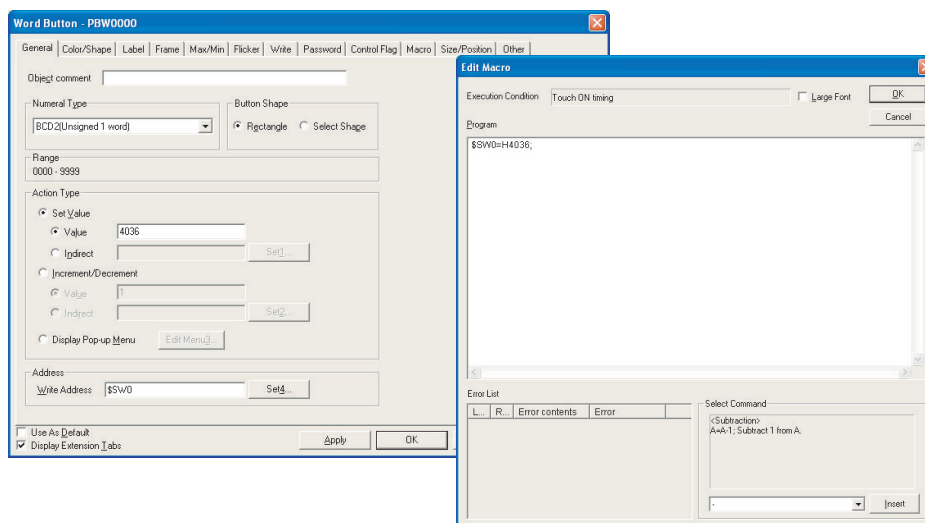 Word Button - PBW0000
General Color/Shape Label Frame Max/Min Flicker Write Password Control Flag Macro Size/Position Other
Object comment
Numeral Type
BCD2(Unsigned 1 word)
Button Shape
Rectangle Select Shape
Range
0000 - 9999
Action Type
Set Value
Value 4036
Indirect Set1...
Increment/Decrement
Value 1
Indirect Set2...
Display Pop-up Menu Edit Menu3...
Address
Write Address $SW0 Set4...
Use As Default
Display Extension Tabs
Apply OK
Edit Macro
Execution Condition Touch ON timing Large Font OK
Cancel
Program
$SW0=H4036;
Error List
L... R... Error contents Error
Select Command
<Subtraction>
A=A-1; Subtract 1 from A.
- Insert